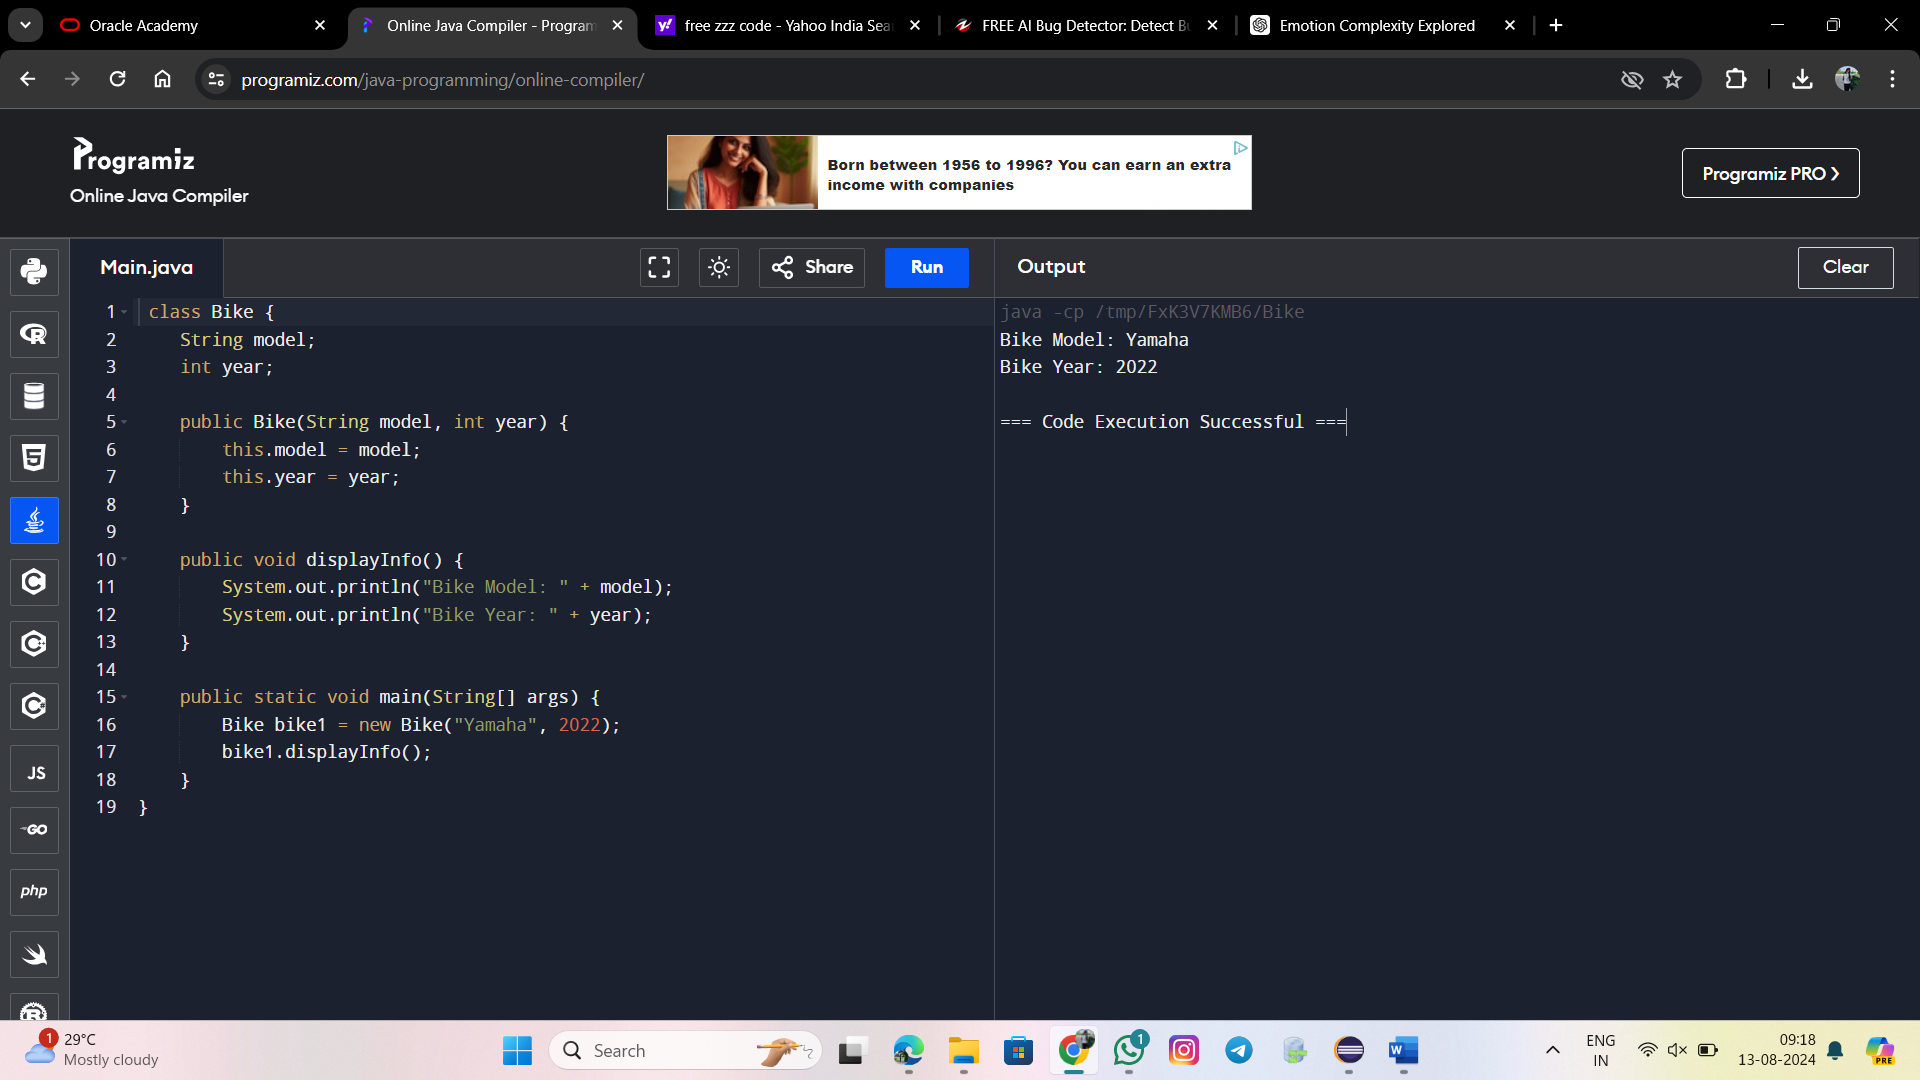 Oracle Academy
Online Java Compiler - Program
free zzz code - Yahoo India Sea
FREE AI Bug Detector: Detect Bu
Emotion Complexity Explored
programiz.com/java-programming/online-compiler/
Programiz
Online Java Compiler
Born between 1956 to 1996? You can earn an extra
income with companies
Programiz PRO
Main.java
Share
Run
Output
Clear
1 class Bike {
2 String model;
3 int year;
4
5 public Bike(String model, int year) {
6 this.model = model;
7 this.year = year;
8 }
9
10 public void displayInfo() {
11 System.out.println("Bike Model: " + model);
12 System.out.println("Bike Year: " + year);
13 }
14
15 public static void main(String[] args) {
16 Bike bike1 = new Bike("Yamaha", 2022);
17 bike1.displayInfo();
18 }
19 }
java -cp /tmp/FxK3V7KMB6/Bike
Bike Model: Yamaha
Bike Year: 2022
=== Code Execution Successful ===
JS
GO
php
1
29°C
Mostly cloudy
Search
1
ENG
IN
09:18
13-08-2024
PRE